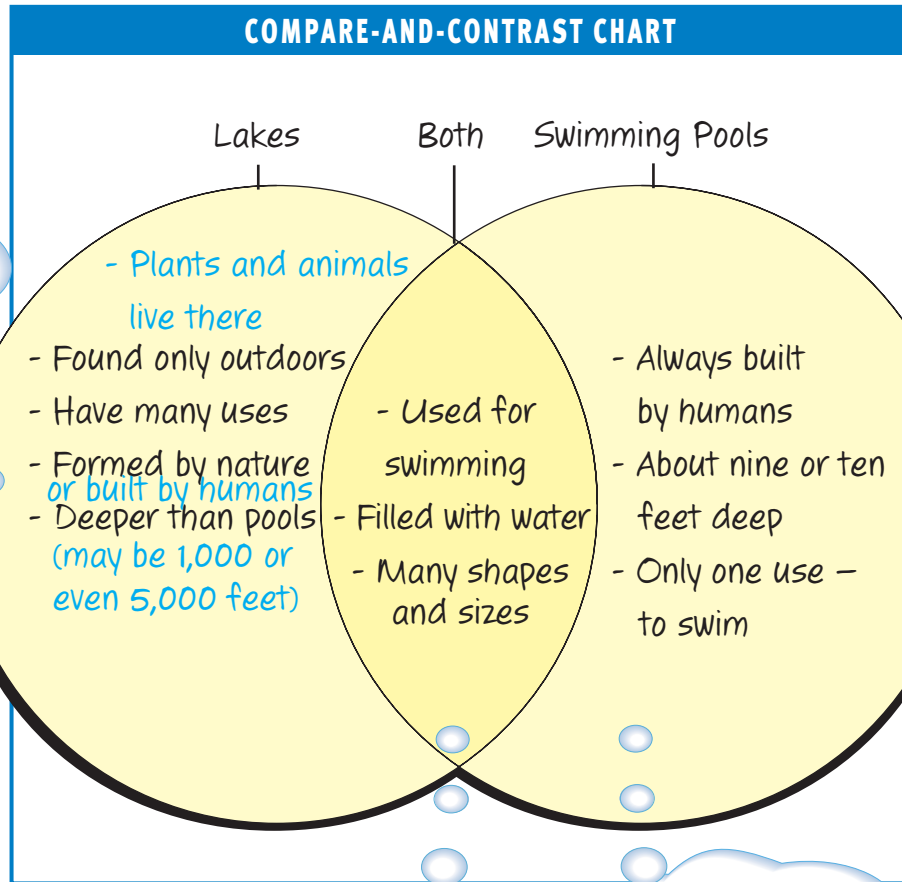 COMPARE-AND-CONTRAST CHART
Lakes
Both
Swimming Pools
- Plants and animals
live there
- Found only outdoors
- Have many uses
- Formed by nature
or built by humans
- Deeper than pools
(may be 1,000 or
even 5,000 feet)
- Used for
swimming
- Filled with water
- Many shapes
and sizes
- Always built
by humans
- About nine or ten
feet deep
- Only one use –
to swim